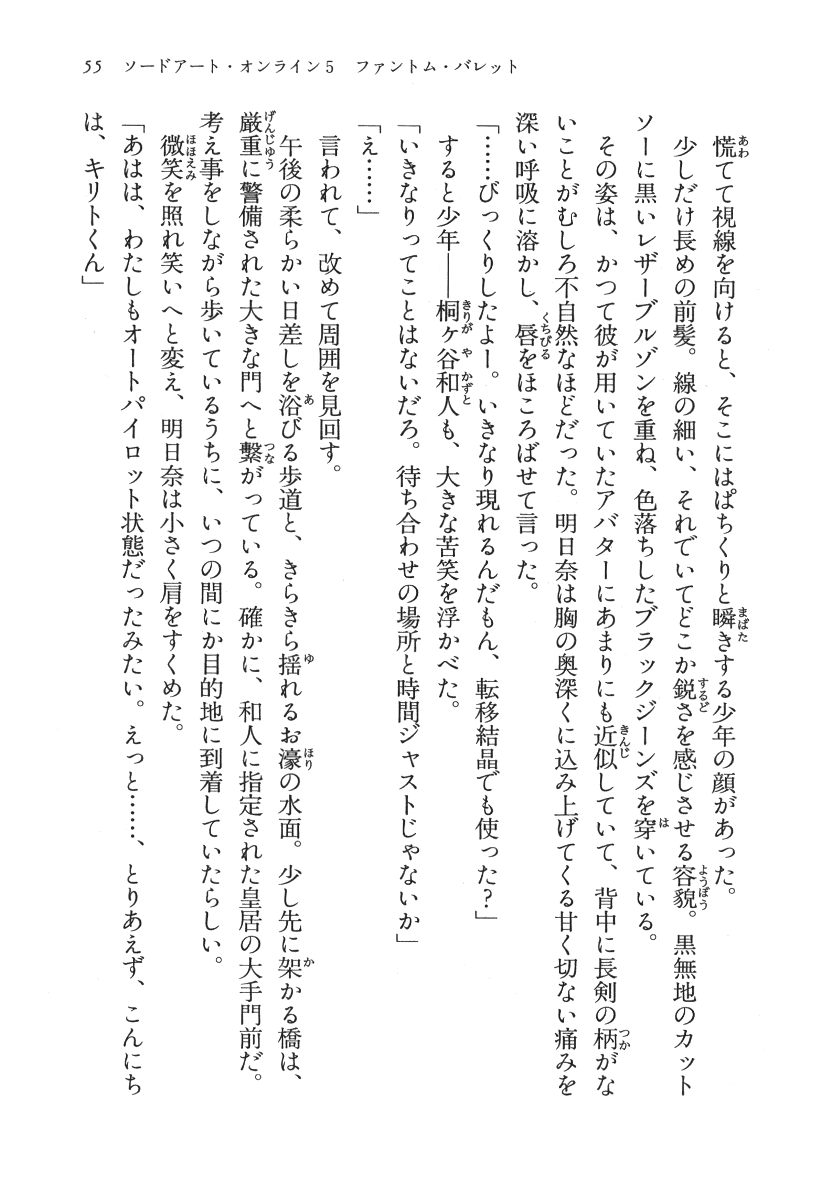 55　ソードアート・オンライン5　ファントム・バレット
慌てて視線を向けると、そこにはぱちくりと瞬きする少年の顔があった。
少しだけ長めの前髪。線の細い、それでいてどこか鋭さを感じさせる容貌。黒無地のカット
ソーに黒いレザーブルゾンを重ね、色落ちしたブラックジーンズを穿いている。
その姿は、かつて彼が用いていたアバターにあまりにも近似していて、背中に長剣の柄がな
いことがむしろ不自然なほどだった。明日奈は胸の奥深くに込み上げてくる甘く切ない痛みを
深い呼吸に溶かし、唇をほころばせて言った。
「……びっくりしたよー。いきなり現れるんだもん、転移結晶でも使った？」
すると少年――桐ヶ谷和人も、大きな苦笑を浮かべた。
「いきなりってことはないだろ。待ち合わせの場所と時間ジャストじゃないか」
「え……」
言われて、改めて周囲を見回す。
午後の柔らかい日差しを浴びる歩道と、きらきら揺れるお濠の水面。少し先に架かる橋は、
厳重に警備された大きな門へと繋がっている。確かに、和人に指定された皇居の大手門前だ。
考え事をしながら歩いているうちに、いつの間にか目的地に到着していたらしい。
微笑を照れ笑いへと変え、明日奈は小さく肩をすくめた。
「あはは、わたしもオートパイロット状態だったみたい。えっと……、とりあえず、こんにち
は、キリトくん」